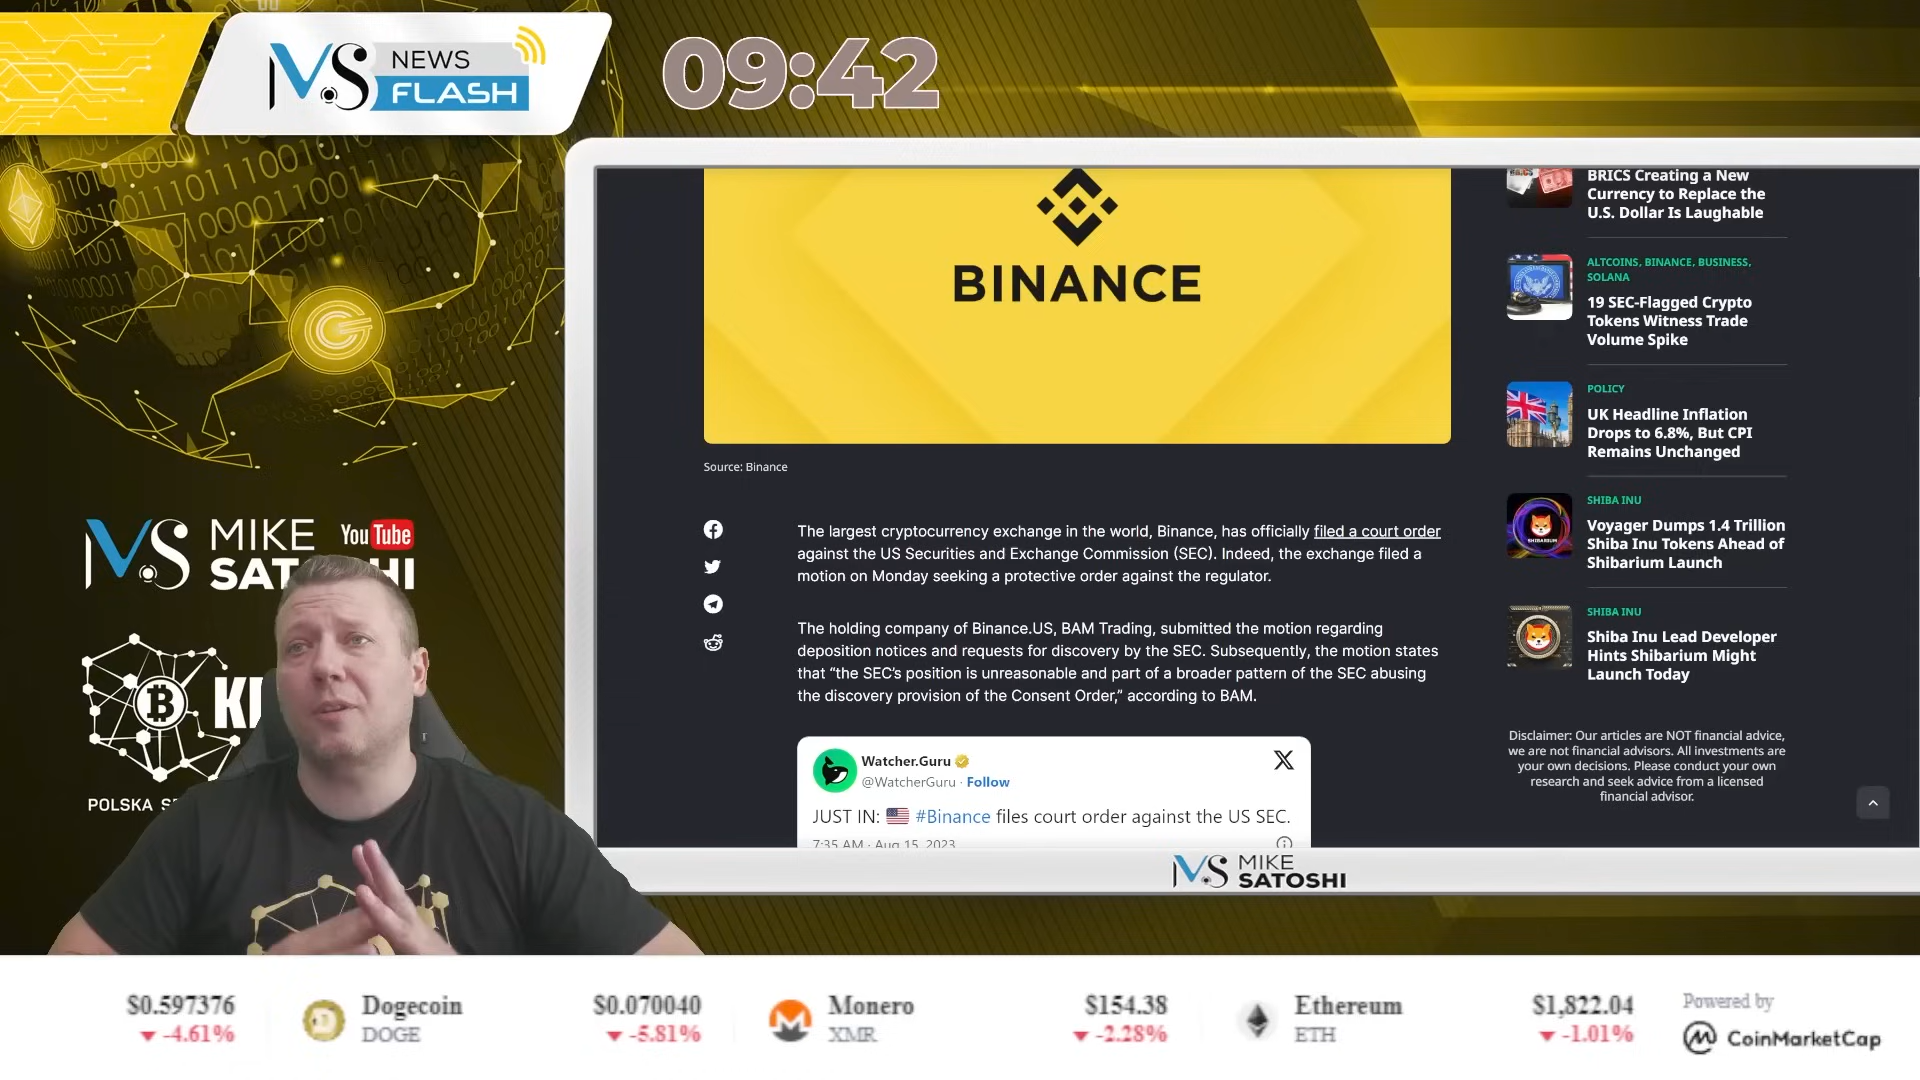 MS NEWS
FLASH
09:42
MS MIKE
SATOSHI
YouTube
POLSKA
BINANCE
Source: Binance
The largest cryptocurrency exchange in the world, Binance, has officially filed a court order
against the US Securities and Exchange Commission (SEC). Indeed, the exchange filed a
motion on Monday seeking a protective order against the regulator.
The holding company of Binance.US, BAM Trading, submitted the motion regarding
deposition notices and requests for discovery by the SEC. Subsequently, the motion states
that “the SEC’s position is unreasonable and part of a broader pattern of the SEC abusing
the discovery provision of the Consent Order,” according to BAM.
Watcher.Guru
@WatcherGuru · Follow
JUST IN: 🇺🇸 #Binance files court order against the US SEC.
7:35 AM · Aug 15, 2023
BRICS Creating a New
Currency to Replace the
U.S. Dollar Is Laughable
ALTCOINS, BINANCE, BUSINESS,
SOLANA
19 SEC-Flagged Crypto
Tokens Witness Trade
Volume Spike
POLICY
UK Headline Inflation
Drops to 6.8%, But CPI
Remains Unchanged
SHIBA INU
Voyager Dumps 1.4 Trillion
Shiba Inu Tokens Ahead of
Shibarium Launch
SHIBA INU
Shiba Inu Lead Developer
Hints Shibarium Might
Launch Today
Disclaimer: Our articles are NOT financial advice,
we are not financial advisors. All investments are
your own decisions. Please conduct your own
research and seek advice from a licensed
financial advisor.
MS MIKE
SATOSHI
$0.597376
-4.61%
Dogecoin
DOGE
$0.070040
-5.81%
Monero
XMR
$154.38
-2.28%
Ethereum
ETH
$1,822.04
-1.01%
Powered by
CoinMarketCap